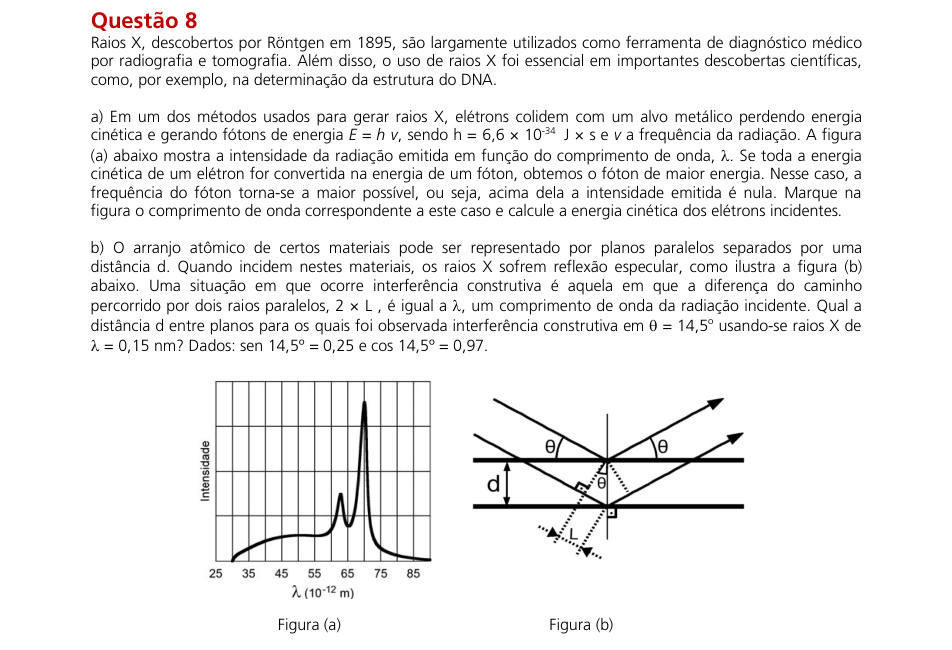 Questão 8
Raios X, descobertos por Röntgen em 1895, são largamente utilizados como ferramenta de diagnóstico médico
por radiografia e tomografia. Além disso, o uso de raios X foi essencial em importantes descobertas científicas,
como, por exemplo, na determinação da estrutura do DNA.
a) Em um dos métodos usados para gerar raios X, elétrons colidem com um alvo metálico perdendo energia
cinética e gerando fótons de energia E = h ν, sendo h = 6,6 × 10⁻³⁴ J × s e ν a frequência da radiação. A figura
(a) abaixo mostra a intensidade da radiação emitida em função do comprimento de onda, λ. Se toda a energia
cinética de um elétron for convertida na energia de um fóton, obtemos o fóton de maior energia. Nesse caso, a
frequência do fóton torna-se a maior possível, ou seja, acima dela a intensidade emitida é nula. Marque na
figura o comprimento de onda correspondente a este caso e calcule a energia cinética dos elétrons incidentes.
b) O arranjo atômico de certos materiais pode ser representado por planos paralelos separados por uma
distância d. Quando incidem nestes materiais, os raios X sofrem reflexão especular, como ilustra a figura (b)
abaixo. Uma situação em que ocorre interferência construtiva é aquela em que a diferença do caminho
percorrido por dois raios paralelos, 2 × L , é igual a λ, um comprimento de onda da radiação incidente. Qual a
distância d entre planos para os quais foi observada interferência construtiva em θ = 14,5º usando-se raios X de
λ = 0,15 nm? Dados: sen 14,5º = 0,25 e cos 14,5º = 0,97.
Intensidade
25 35 45 55 65 75 85
λ (10⁻¹² m)
Figura (a)
θ θ
d θ
L
Figura (b)